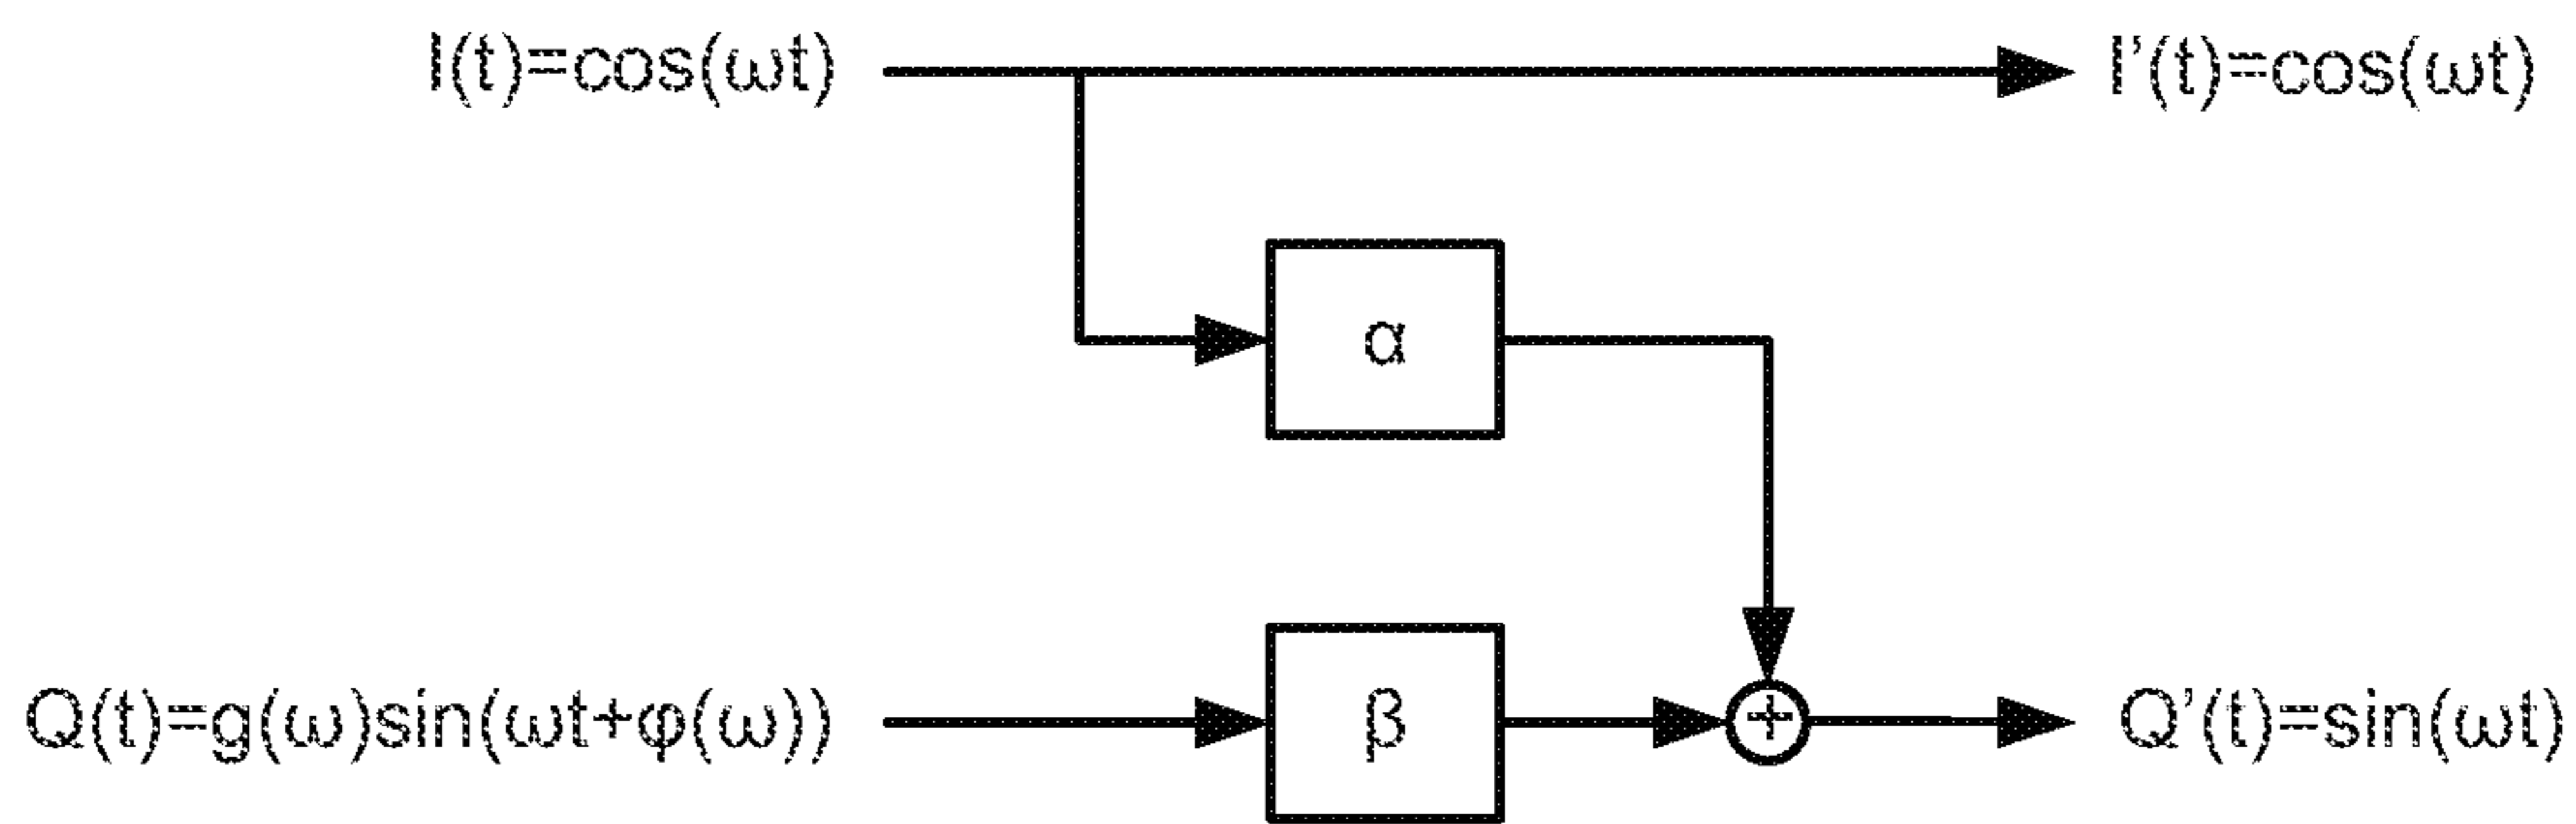 I(t)=cos(ωt)
I’(t)=cos(ωt)
α
Q(t)=g(ω)sin(ωt+φ(ω))
β
+
Q’(t)=sin(ωt)